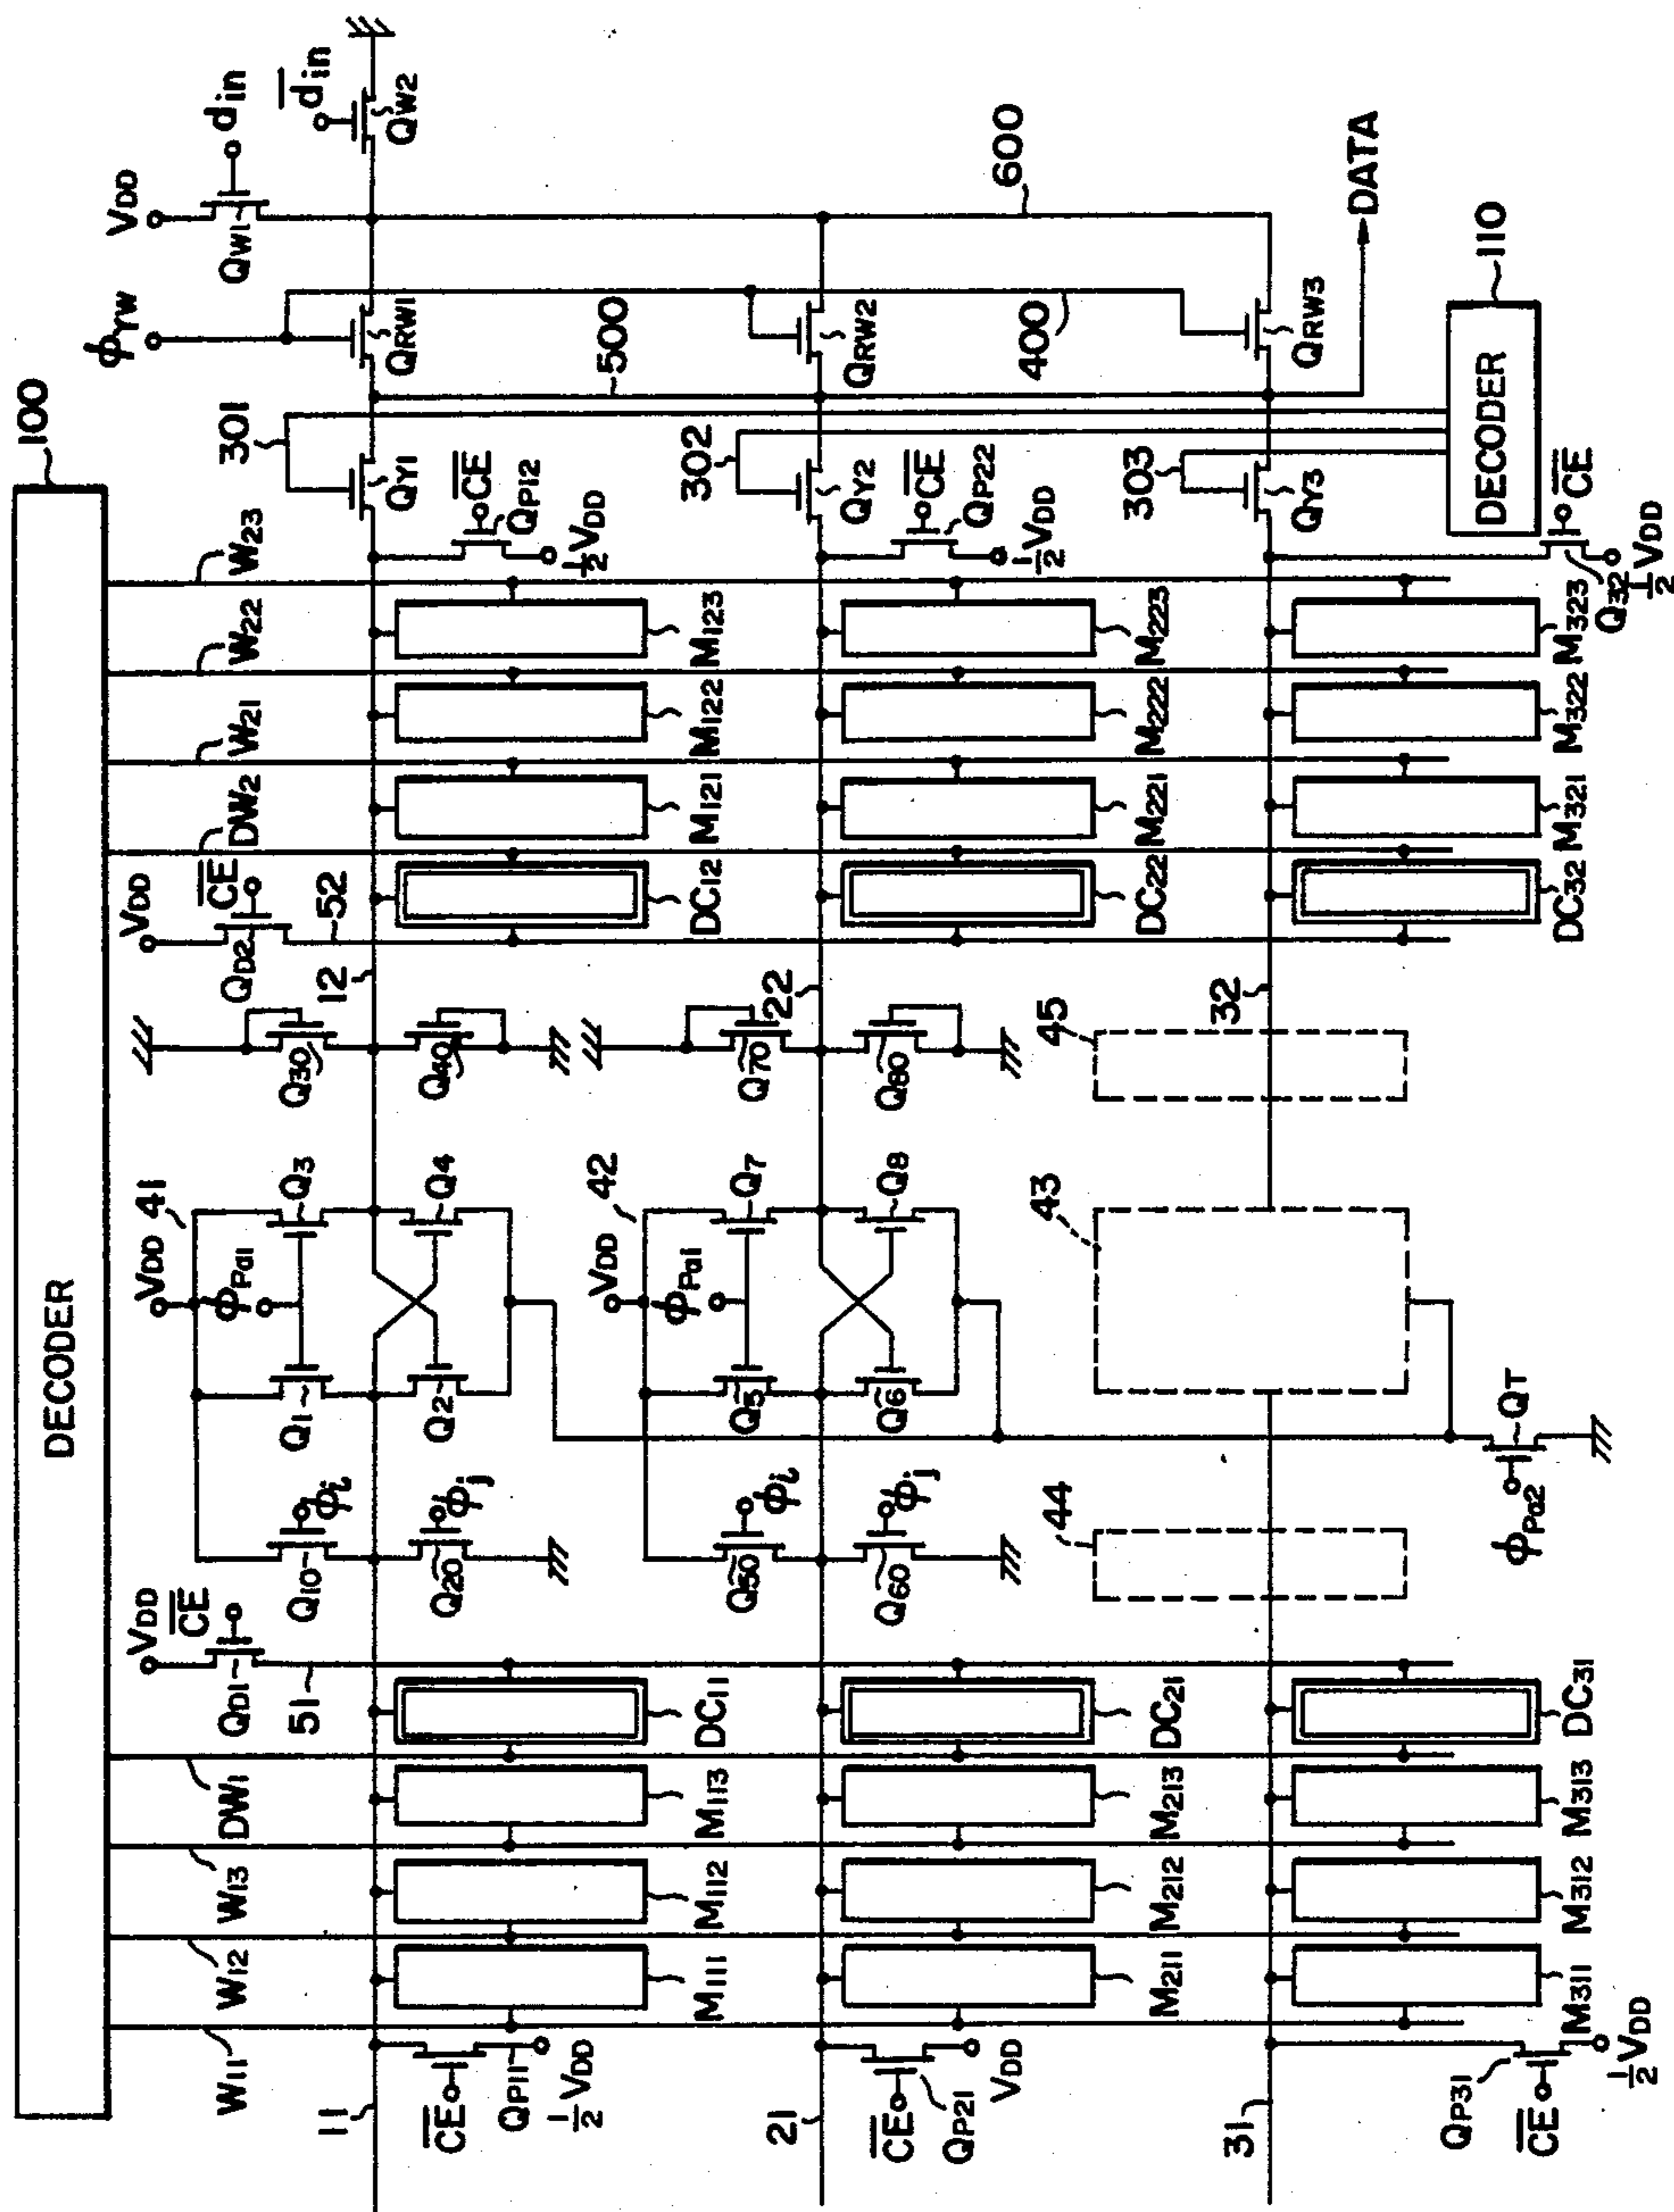 100
DECODER
W11
W12
W13
DW1
VDD
CE
QD1
51
VDD
41
ΦPa1
VDD
CE
QD2
52
DW2
W21
W22
W23
301
ΦYW
VDD
QW1
din
din
QW2
Q10
Φi
Q1
Q3
Q30
11
12
QY1
QRW1
CE
QP11
1/2 VDD
M111
M112
M113
DC11
Q20
Φj
Q2
Q4
Q40
DC12
M121
M122
M123
CE
QP12
1/2 VDD
500
VDD
42
ΦPa1
Q50
Φi
Q5
Q7
Q70
302
600
21
22
QY2
QRW2
CE
QP21
VDD
M211
M212
M213
DC21
Q60
Φj
Q6
Q8
Q80
DC22
M221
M222
M223
CE
QP22
1/2 VDD
400
44
43
45
303
31
32
QY3
QRW3
DATA
QP31
CE
1/2 VDD
M311
M312
M313
DC31
ΦPa2
QT
DC32
M321
M322
M323
Q32
CE
1/2 VDD
DECODER
110